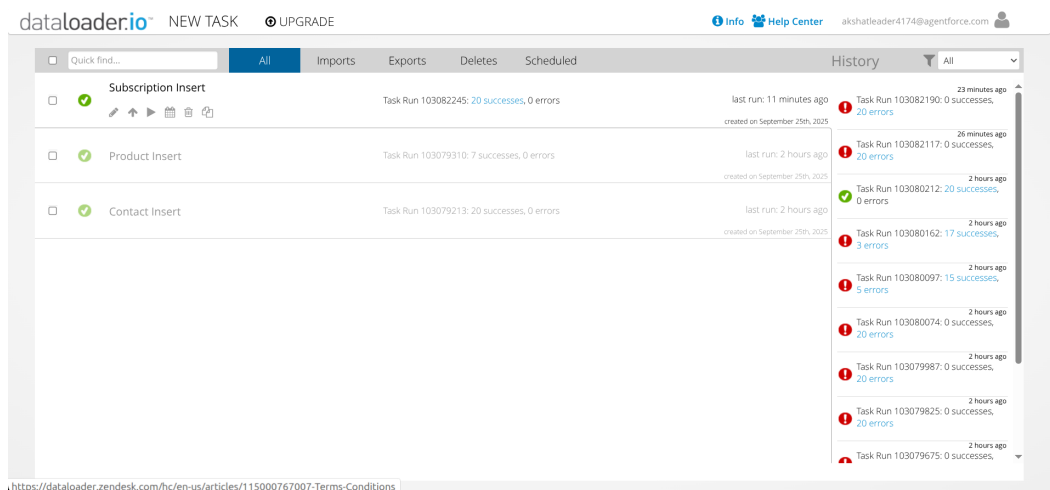 dataloader.io™ NEW TASK UPGRADE Info Help Center akshatleader4174@agentforce.com
Quick find... All Imports Exports Deletes Scheduled History All
Subscription Insert
Task Run 103082245: 20 successes, 0 errors
last run: 11 minutes ago
created on September 25th, 2025
Product Insert
Task Run 103079310: 7 successes, 0 errors
last run: 2 hours ago
created on September 25th, 2025
Contact Insert
Task Run 103079213: 20 successes, 0 errors
last run: 2 hours ago
created on September 25th, 2025
23 minutes ago
Task Run 103082190: 0 successes,
20 errors
26 minutes ago
Task Run 103082117: 0 successes,
20 errors
2 hours ago
Task Run 103080212: 20 successes,
0 errors
2 hours ago
Task Run 103080162: 17 successes,
3 errors
2 hours ago
Task Run 103080097: 15 successes,
5 errors
2 hours ago
Task Run 103080074: 0 successes,
20 errors
2 hours ago
Task Run 103079987: 0 successes,
20 errors
2 hours ago
Task Run 103079825: 0 successes,
20 errors
2 hours ago
Task Run 103079675: 0 successes,
https://dataloader.zendesk.com/hc/en-us/articles/115000767007-Terms-Conditions